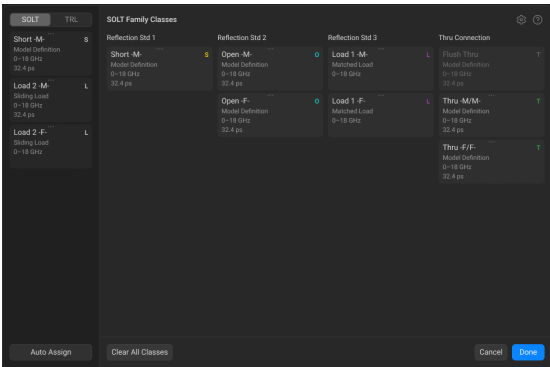 SOLT TRL
Short -M- S
Model Definition
0–18 GHz
32.4 ps
Load 2 -M- L
Sliding Load
0–18 GHz
32.4 ps
Load 2 -F- L
Sliding Load
0–18 GHz
Auto Assign
SOLT Family Classes
Reflection Std 1
Short -M- S
Model Definition
0–18 GHz
32.4 ps
Reflection Std 2
Open -M- O
Model Definition
0–18 GHz
32.4 ps
Open -F- O
Model Definition
0–18 GHz
32.4 ps
Reflection Std 3
Load 1 -M- L
Matched Load
0–18 GHz
Load 1 -F- L
Matched Load
0–18 GHz
Thru Connection
Flush Thru T
Model Definition
0–18 GHz
32.4 ps
Thru -M/M- T
Model Definition
0–18 GHz
32.4 ps
Thru -F/F- T
Model Definition
0–18 GHz
32.4 ps
Clear All Classes
Cancel
Done